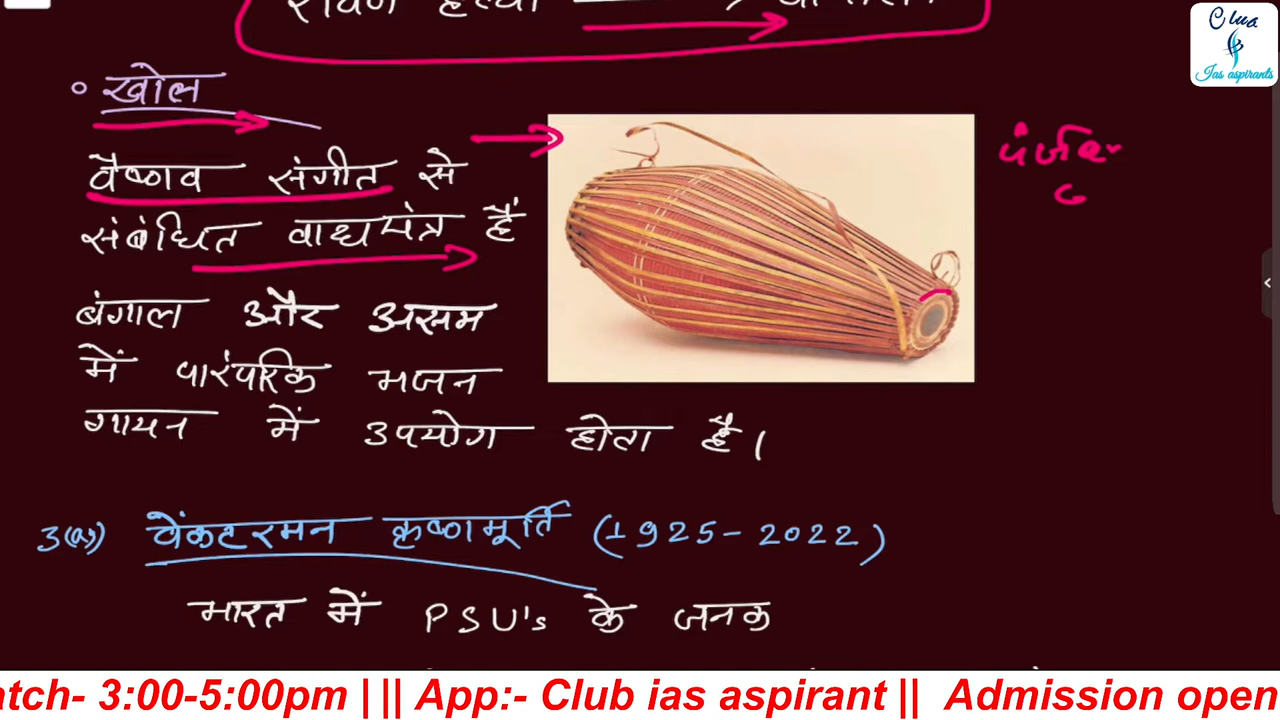 Club
Ias aspirants
खोल
वैष्णव संगीत से
संबंधित वाद्ययंत्र हैं
बंगाल और असम
में पारंपरिक भजन
गायन में उपयोग होता है।
3(a) वेंकटरमन कृष्णामूर्ति (1925-2022)
भारत में PSU's के जनक
atch- 3:00-5:00pm | || App:- Club ias aspirant || Admission open